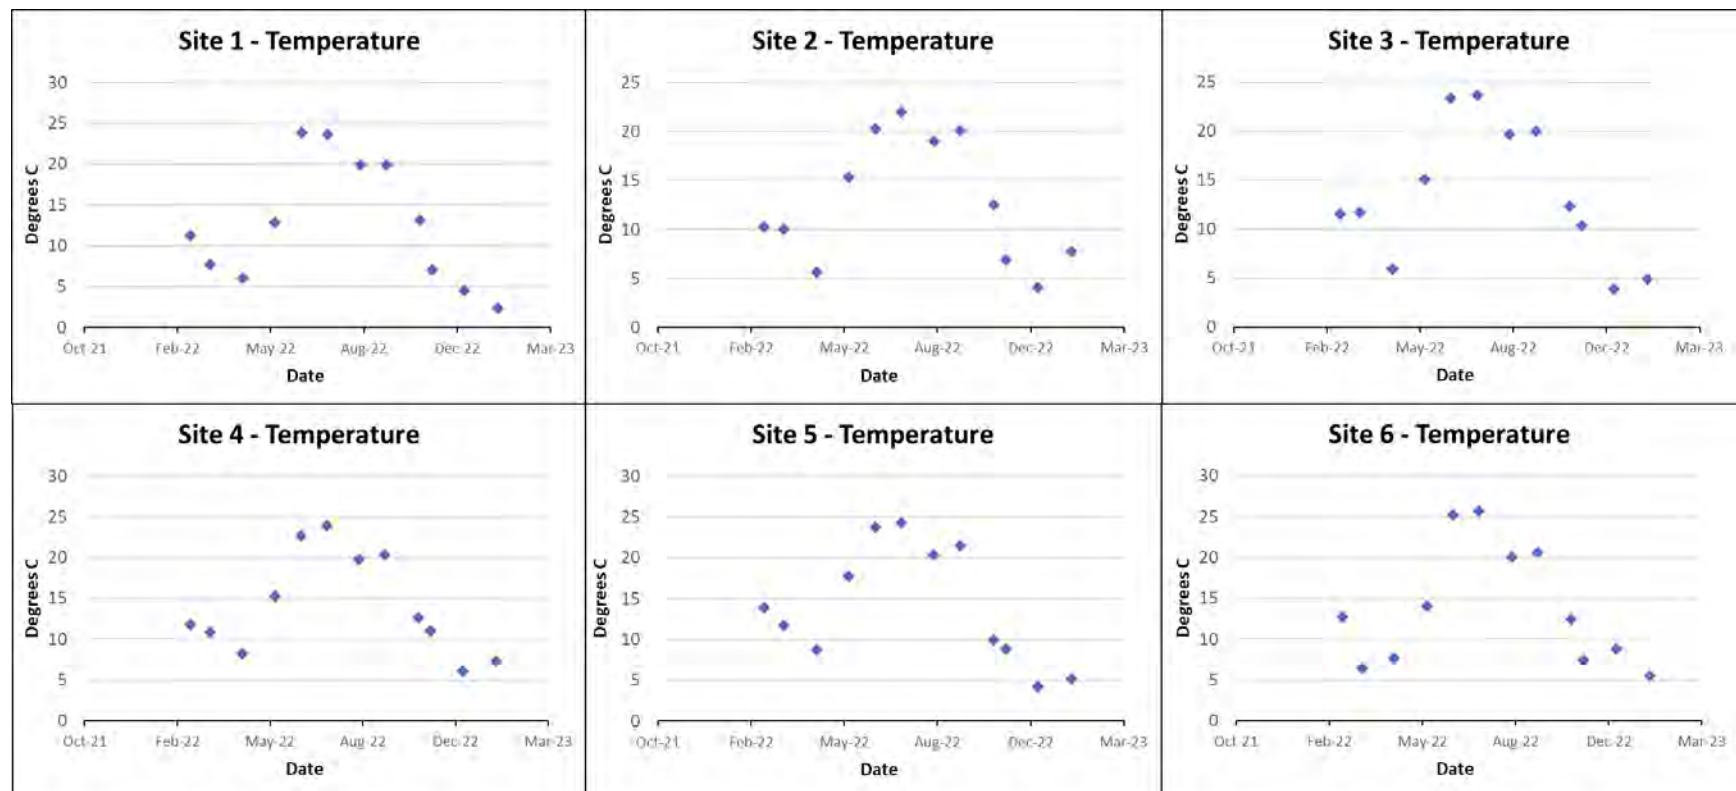 Site 1 - Temperature
30
25
20
15
10
5
0
Degrees C
Oct-21 Feb-22 May-22 Aug-22 Dec-22 Mar-23
Date
Site 2 - Temperature
25
20
15
10
5
0
Degrees C
Oct-21 Feb-22 May-22 Aug-22 Dec-22 Mar-23
Date
Site 3 - Temperature
25
20
15
10
5
0
Degrees C
Oct-21 Feb-22 May-22 Aug-22 Dec-22 Mar-23
Date
Site 4 - Temperature
30
25
20
15
10
5
0
Degrees C
Oct-21 Feb-22 May-22 Aug-22 Dec-22 Mar-23
Date
Site 5 - Temperature
30
25
20
15
10
5
0
Degrees C
Oct-21 Feb-22 May-22 Aug-22 Dec-22 Mar-23
Date
Site 6 - Temperature
30
25
20
15
10
5
0
Degrees C
Oct-21 Feb-22 May-22 Aug-22 Dec-22 Mar-23
Date